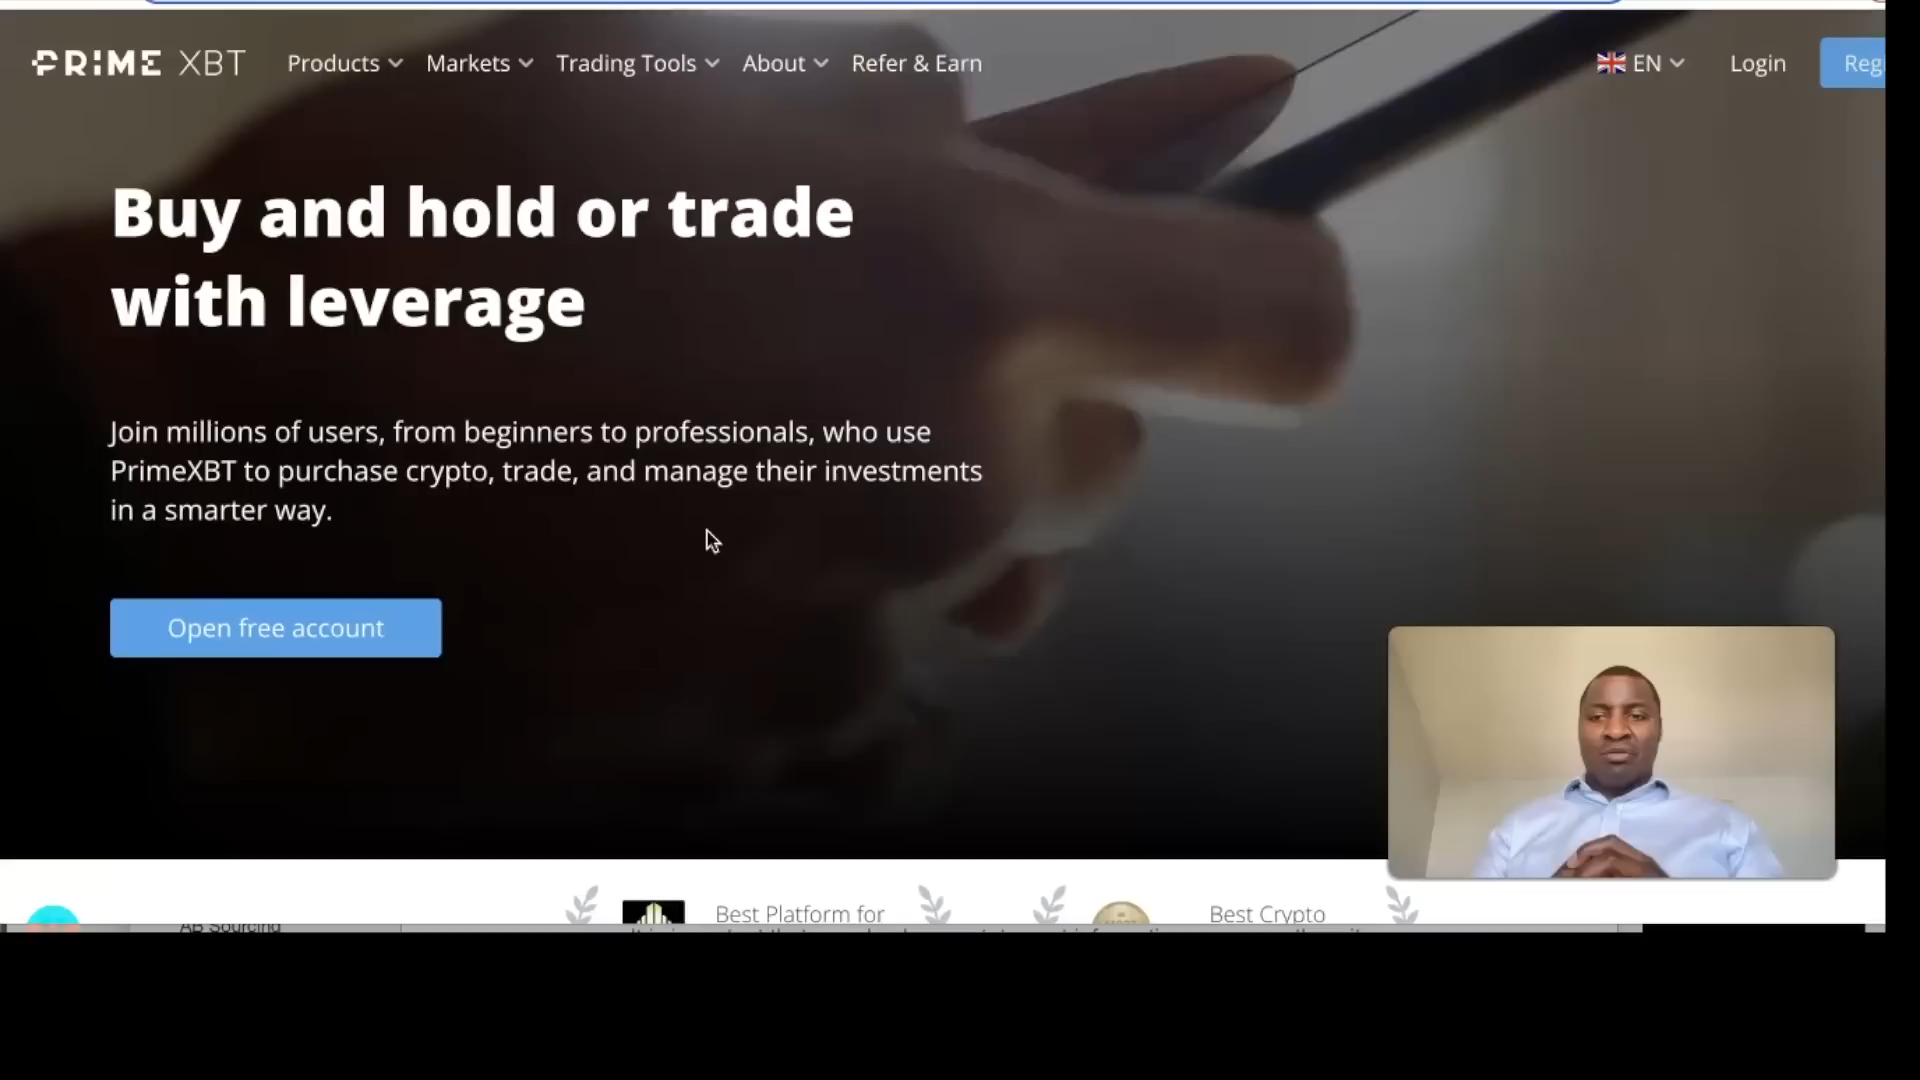 PRIME XBT Products Markets Trading Tools About Refer & Earn EN Login Reg
Buy and hold or trade
with leverage
Join millions of users, from beginners to professionals, who use
PrimeXBT to purchase crypto, trade, and manage their investments
in a smarter way.
Open free account
Best Platform for
Best Crypto
AB Sourcing